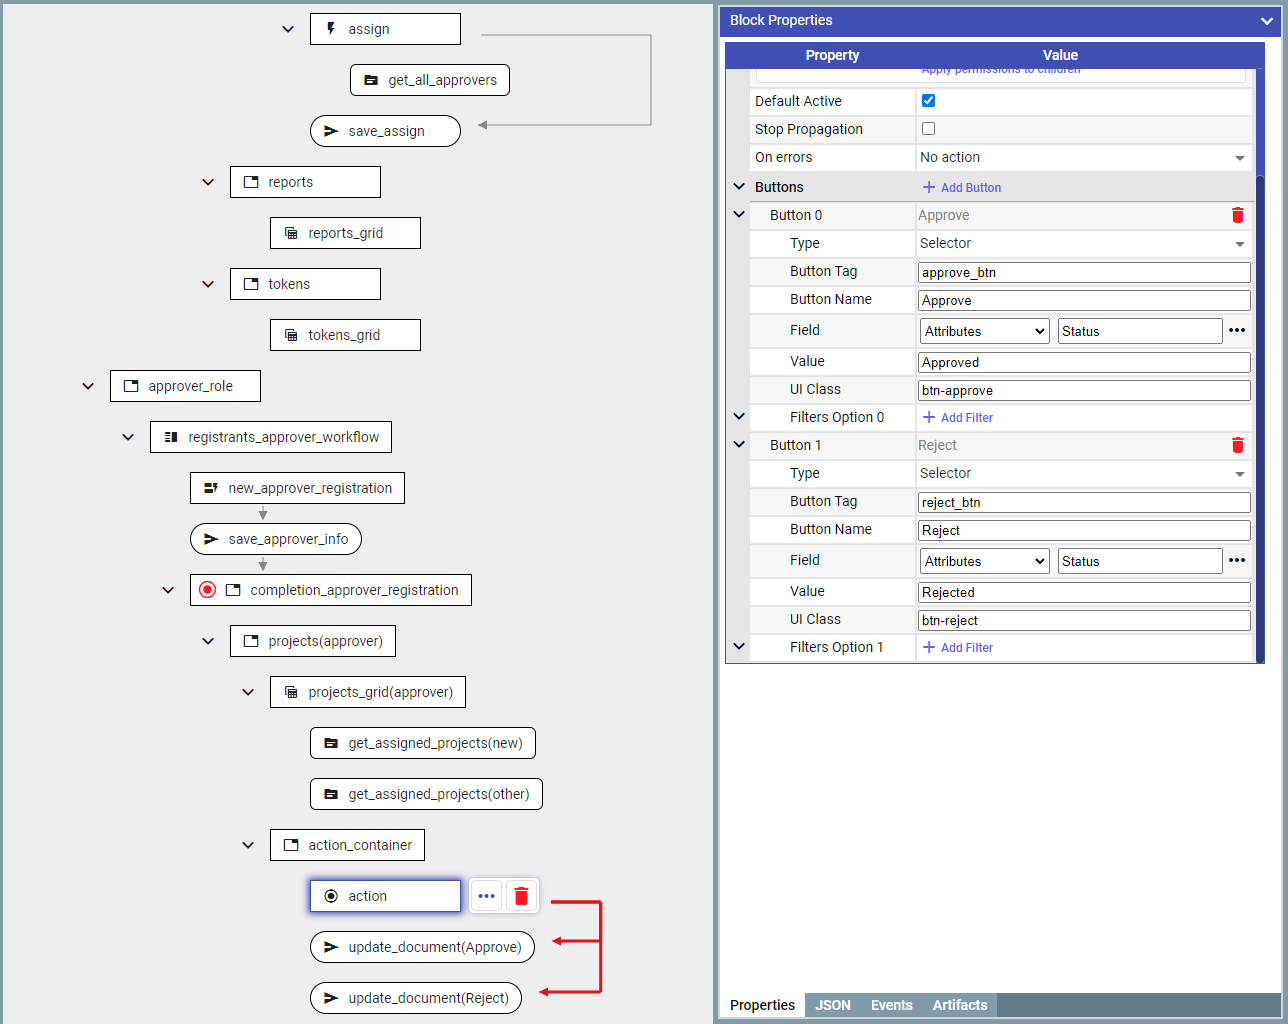 assign
get_all_approvers
save_assign
reports
reports_grid
tokens
tokens_grid
approver_role
registrants_approver_workflow
new_approver_registration
save_approver_info
completion_approver_registration
projects(approver)
projects_grid(approver)
get_assigned_projects(new)
get_assigned_projects(other)
action_container
action
update_document(Approve)
update_document(Reject)
Block Properties
Property Value
Apply permissions to children
Default Active
Stop Propagation
On errors No action
Buttons Add Button
Button 0 Approve
Type Selector
Button Tag approve_btn
Button Name Approve
Field Attributes Status
Value Approved
UI Class btn-approve
Filters Option 0 Add Filter
Button 1 Reject
Type Selector
Button Tag reject_btn
Button Name Reject
Field Attributes Status
Value Rejected
UI Class btn-reject
Filters Option 1 Add Filter
Properties JSON Events Artifacts